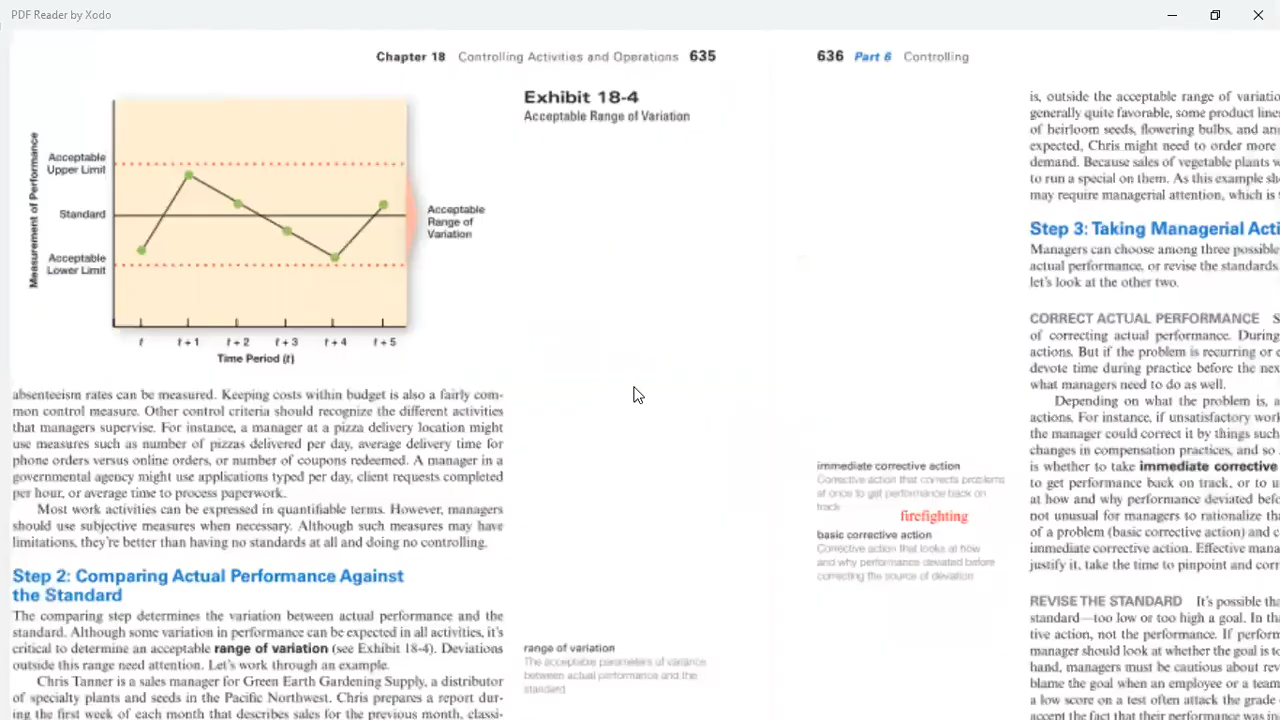 PDF Reader by Xodo
Chapter 18 Controlling Activities and Operations 635
Exhibit 18-4
Acceptable Range of Variation
Measurement of Performance
Acceptable
Upper Limit
Standard
Acceptable
Lower Limit
Acceptable
Range of
Variation
t t + 1 t + 2 t + 3 t + 4 t + 5
Time Period (t)
absenteeism rates can be measured. Keeping costs within budget is also a fairly com-
mon control measure. Other control criteria should recognize the different activities
that managers supervise. For instance, a manager at a pizza delivery location might
use measures such as number of pizzas delivered per day, average delivery time for
phone orders versus online orders, or number of coupons redeemed. A manager in a
governmental agency might use applications typed per day, client requests completed
per hour, or average time to process paperwork.
Most work activities can be expressed in quantifiable terms. However, managers
should use subjective measures when necessary. Although such measures may have
limitations, they're better than having no standards at all and doing no controlling.
Step 2: Comparing Actual Performance Against
the Standard
The comparing step determines the variation between actual performance and the
standard. Although some variation in performance can be expected in all activities, it's
critical to determine an acceptable range of variation (see Exhibit 18-4). Deviations
outside this range need attention. Let's work through an example.
Chris Tanner is a sales manager for Green Earth Gardening Supply, a distributor
of specialty plants and seeds in the Pacific Northwest. Chris prepares a report dur-
ing the first week of each month that describes sales for the previous month, classi-
range of variation
The acceptable parameters of variance
between actual performance and the
standard
636 Part 6 Controlling
is, outside the acceptable range of variatio
generally quite favorable, some product line
of heirloom seeds, flowering bulbs, and an
expected, Chris might need to order more
demand. Because sales of vegetable plants w
to run a special on them. As this example sh
may require managerial attention, which is
Step 3: Taking Managerial Acti
Managers can choose among three possible
actual performance, or revise the standards
let's look at the other two.
CORRECT ACTUAL PERFORMANCE S
of correcting actual performance. During
actions. But if the problem is recurring or c
devote time during practice before the nex
what managers need to do as well.
Depending on what the problem is, a
actions. For instance, if unsatisfactory work
the manager could correct it by things such
changes in compensation practices, and so
is whether to take immediate corrective
to get performance back on track, or to u
at how and why performance deviated befo
not unusual for managers to rationalize tha
of a problem (basic corrective action) and c
immediate corrective action. Effective mana
justify it, take the time to pinpoint and corr
REVISE THE STANDARD It's possible tha
standard—too low or too high a goal. In tha
tive action, not the performance. If perform
manager should look at whether the goal is to
hand, managers must be cautious about rev
blame the goal when an employee or a team
a low score on a test often attack the grade
accept the fact that their performance was in
immediate corrective action
Corrective action that corrects problems
at once to get performance back on
track
firefighting
basic corrective action
Corrective action that looks at how
and why performance deviated before
correcting the source of deviation